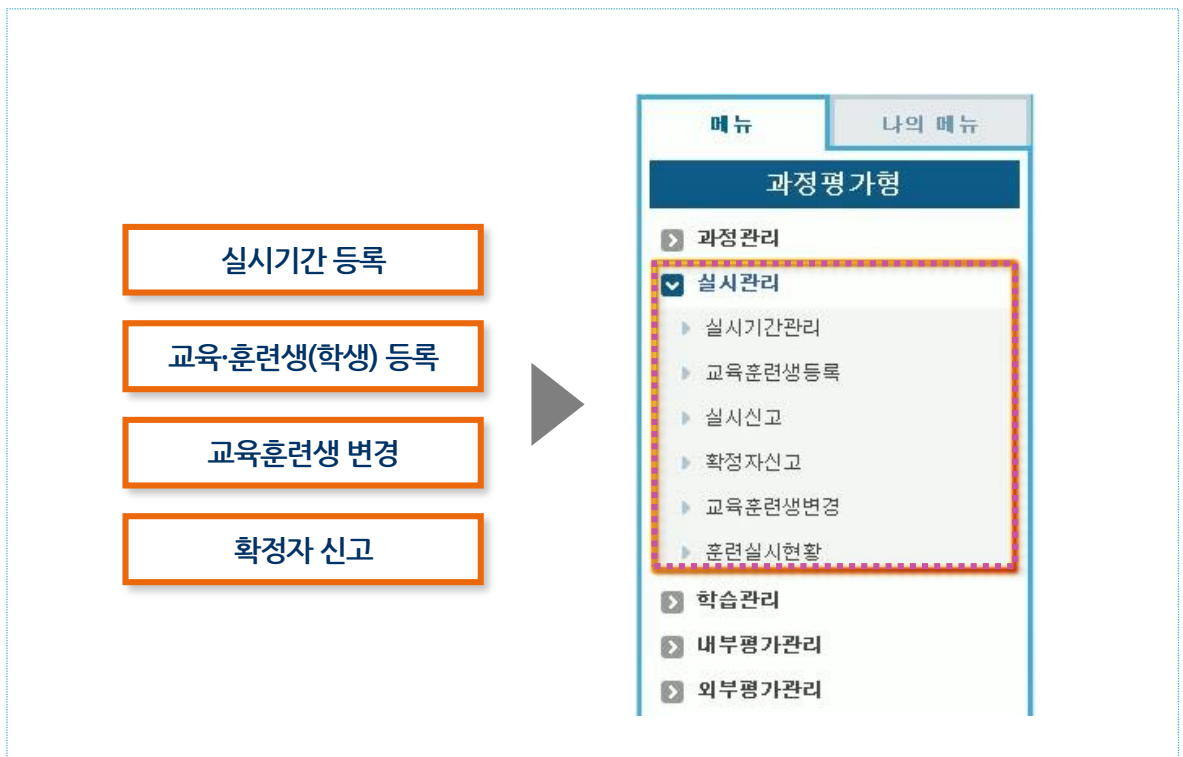 실시기간 등록
교육·훈련생(학생) 등록
교육훈련생 변경
확정자 신고
메뉴
나의 메뉴
과정평가형
과정관리
실시관리
실시기간관리
교육훈련생등록
실시신고
확정자신고
교육훈련생변경
훈련실시현황
학습관리
내부평가관리
외부평가관리